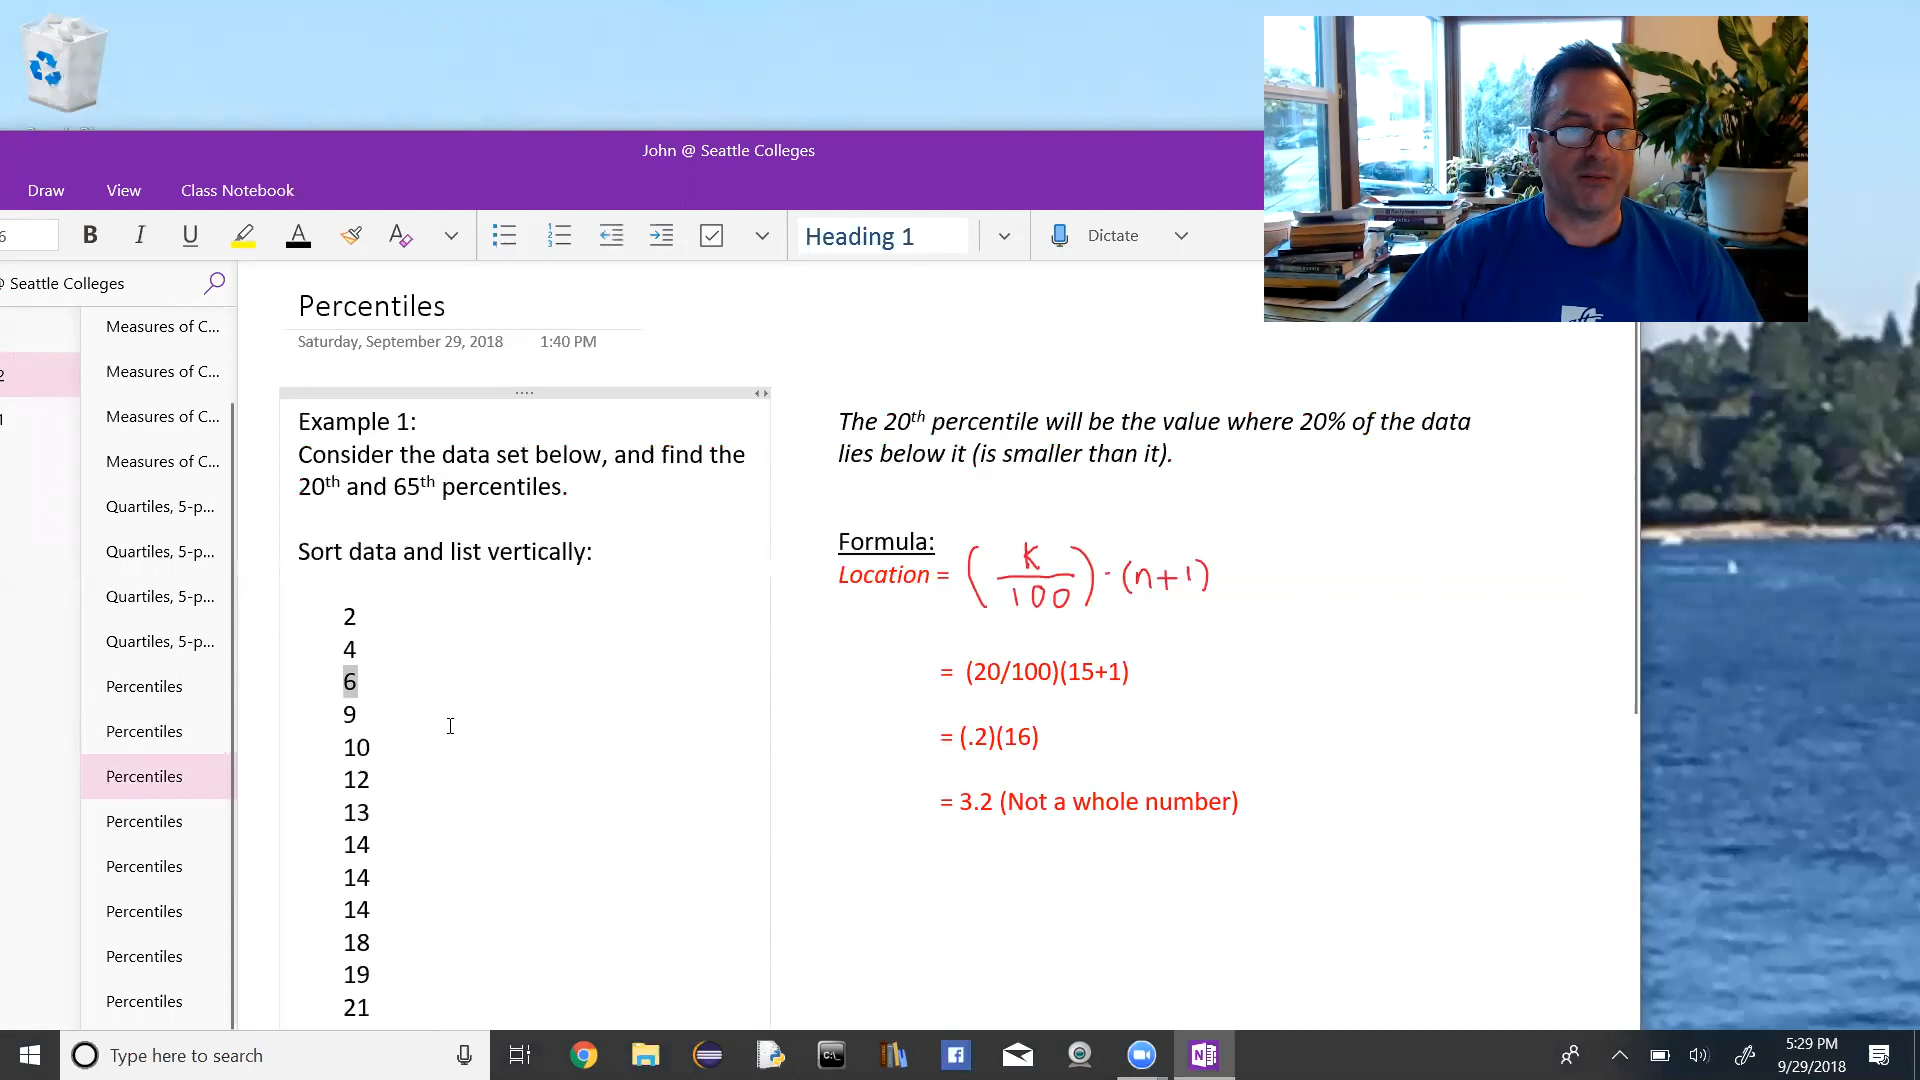 John @ Seattle Colleges
Draw
View
Class Notebook
6
B
I
U
A
A
Heading 1
Dictate
@ Seattle Colleges
2
1
Measures of C...
Measures of C...
Measures of C...
Measures of C...
Quartiles, 5-p...
Quartiles, 5-p...
Quartiles, 5-p...
Quartiles, 5-p...
Percentiles
Percentiles
Percentiles
Percentiles
Percentiles
Percentiles
Percentiles
Percentiles
Percentiles
Saturday, September 29, 2018 1:40 PM
Example 1:
Consider the data set below, and find the
20th and 65th percentiles.
Sort data and list vertically:
2
4
6
9
10
12
13
14
14
14
18
19
21
The 20th percentile will be the value where 20% of the data
lies below it (is smaller than it).
Formula:
Location = (K/100) · (n+1)
= (20/100)(15+1)
= (.2)(16)
= 3.2 (Not a whole number)
Type here to search
5:29 PM
9/29/2018